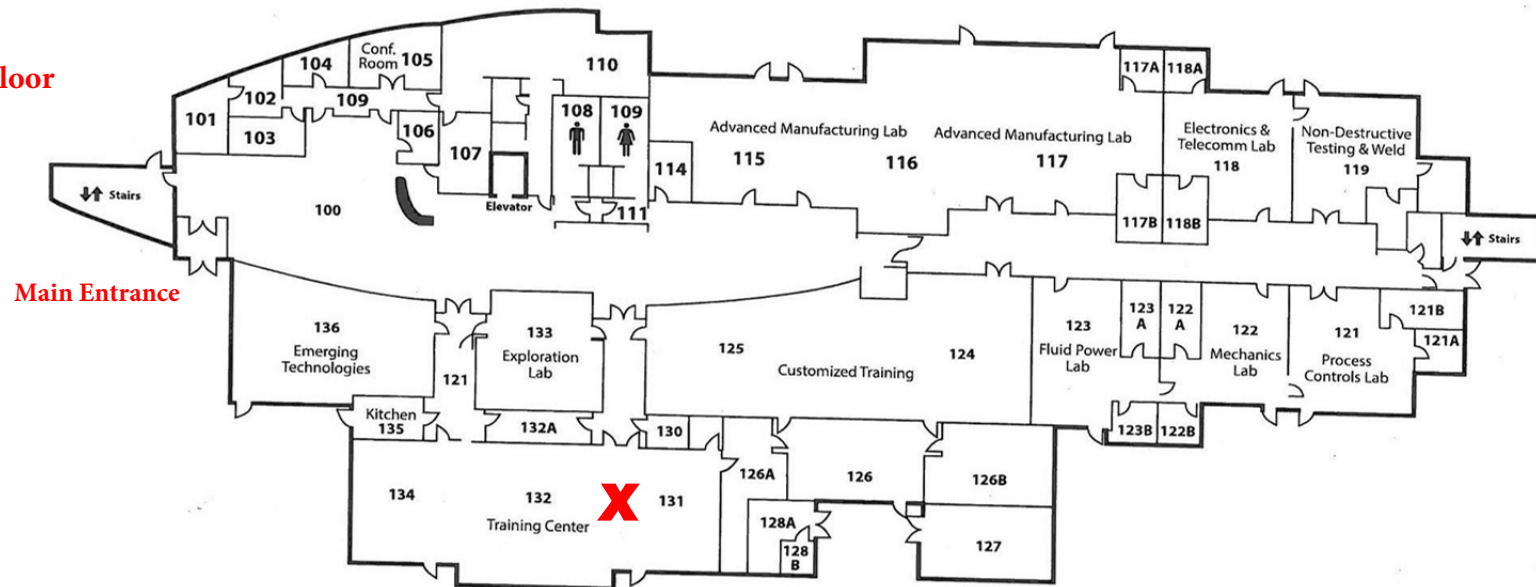 loor
Main Entrance
Conf.
Room 105
104
102
109
101
103
106
107
110
108
109
Stairs
100
Elevator
111
114
Advanced Manufacturing Lab
115
116
Advanced Manufacturing Lab
117
117A
118A
Electronics &
Telecomm Lab
118
Non-Destructive
Testing & Weld
119
117B
118B
Stairs
136
Emerging
Technologies
121
133
Exploration
Lab
125
124
Customized Training
123
Fluid Power
Lab
123
A
122
A
122
Mechanics
Lab
121
Process
Controls Lab
121B
121A
Kitchen
135
132A
130
123B
122B
134
132
Training Center
X
131
126A
126
126B
128A
128
B
127